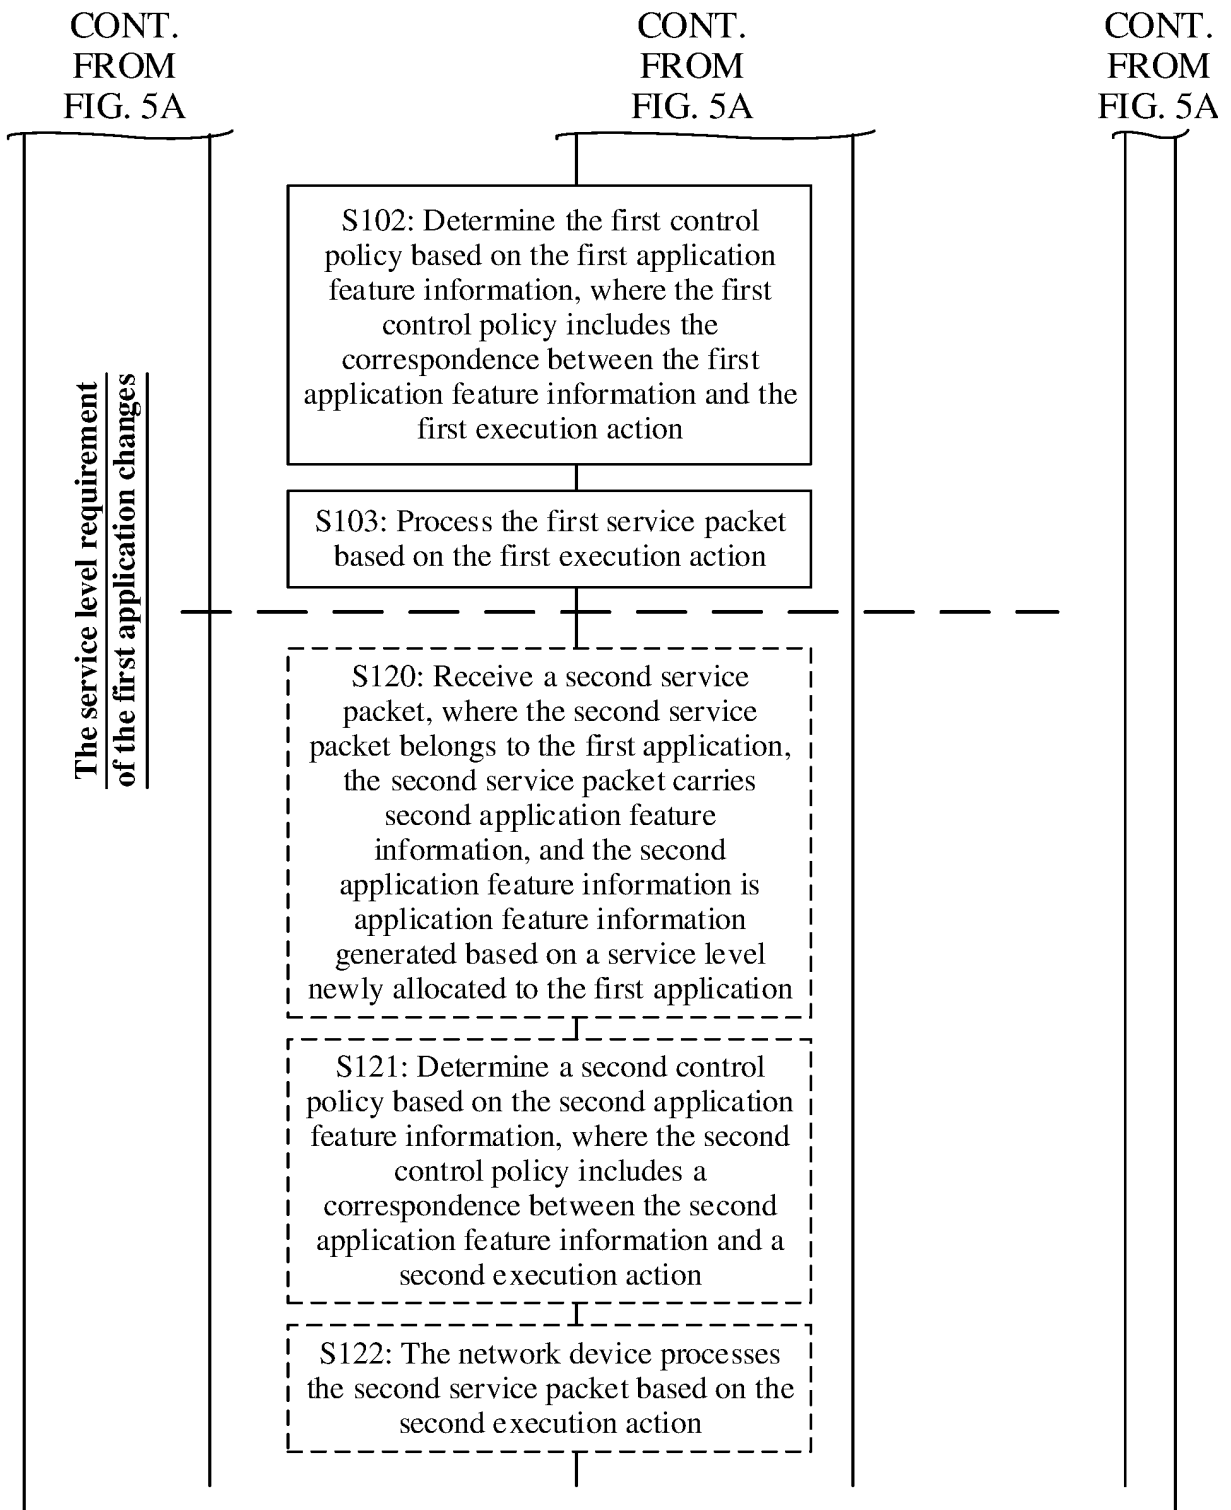 CONT.
FROM
FIG. 5A
CONT.
FROM
FIG. 5A
CONT.
FROM
FIG. 5A
S102: Determine the first control
policy based on the first application
feature information, where the first
control policy includes the
correspondence between the first
application feature information and the
first execution action
S103: Process the first service packet
based on the first execution action
The service level requirement
of the first application changes
S120: Receive a second service
packet, where the second service
packet belongs to the first application,
the second service packet carries
second application feature
information, and the second
application feature information is
application feature information
generated based on a service level
newly allocated to the first application
S121: Determine a second control
policy based on the second application
feature information, where the second
control policy includes a
correspondence between the second
application feature information and a
second execution action
S122: The network device processes
the second service packet based on the
second execution action